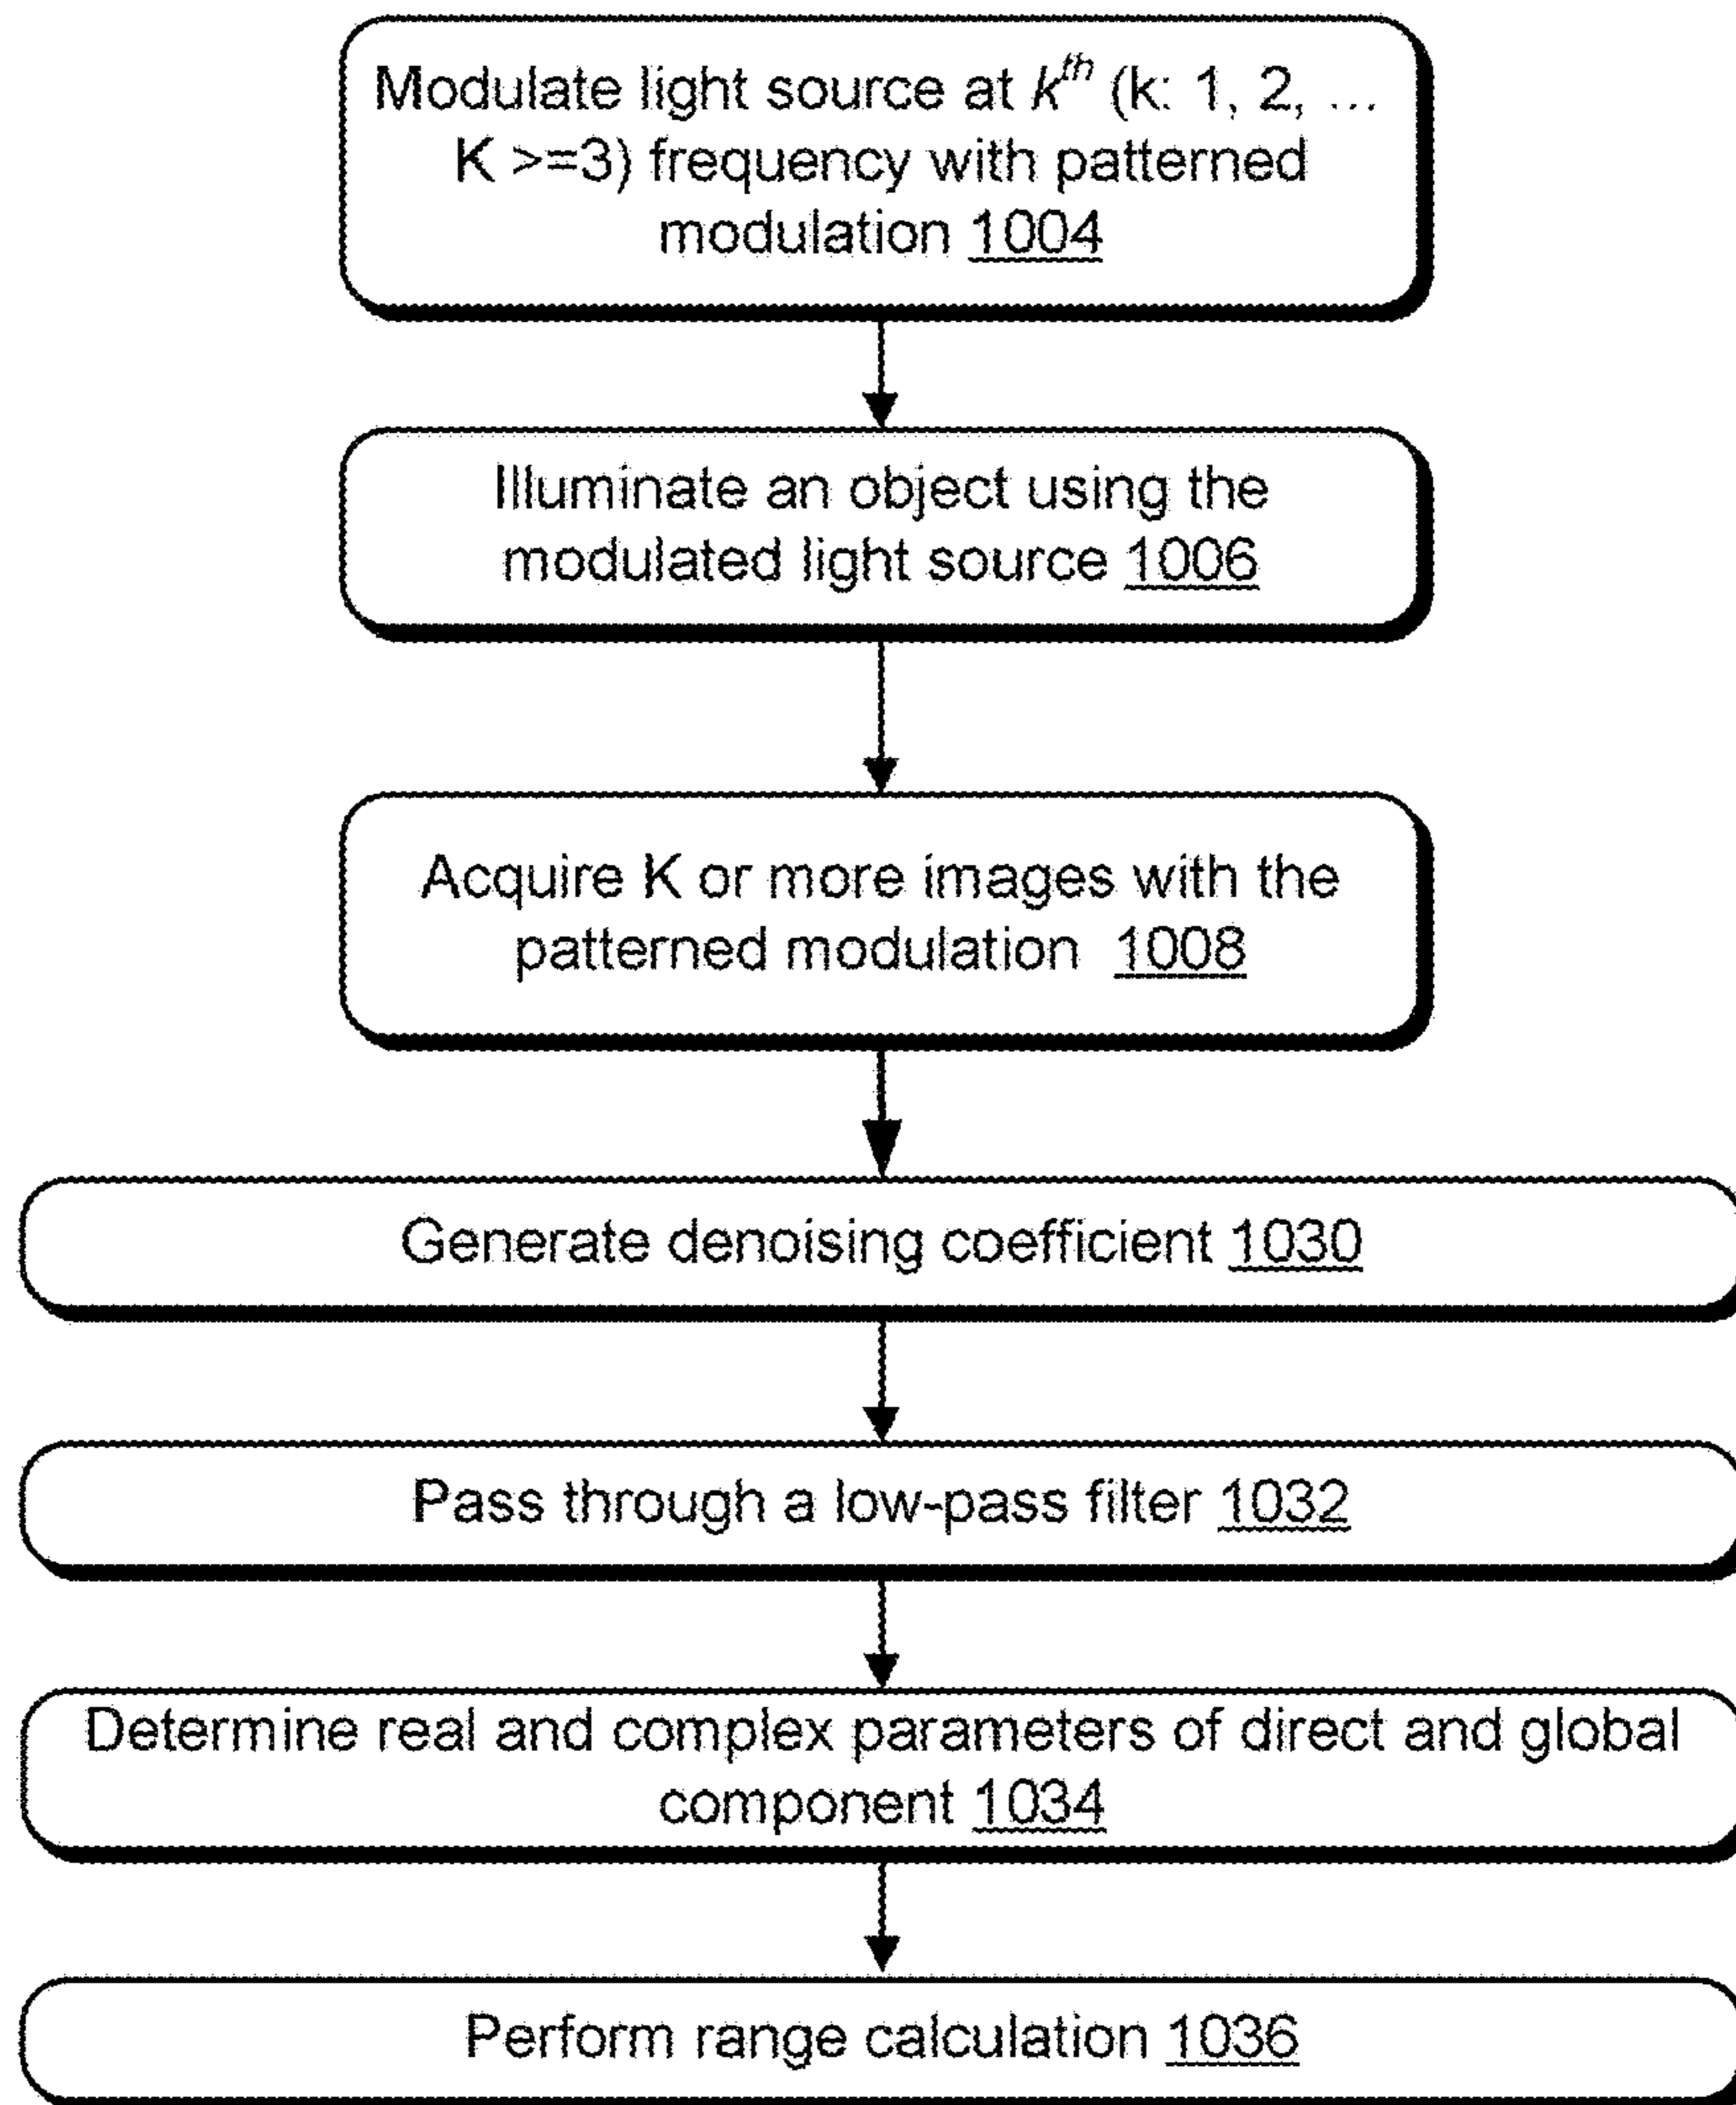 Modulate light source at kth (k: 1, 2, ...
K >=3) frequency with patterned
modulation 1004
Illuminate an object using the
modulated light source 1006
Acquire K or more images with the
patterned modulation 1008
Generate denoising coefficient 1030
Pass through a low-pass filter 1032
Determine real and complex parameters of direct and global
component 1034
Perform range calculation 1036